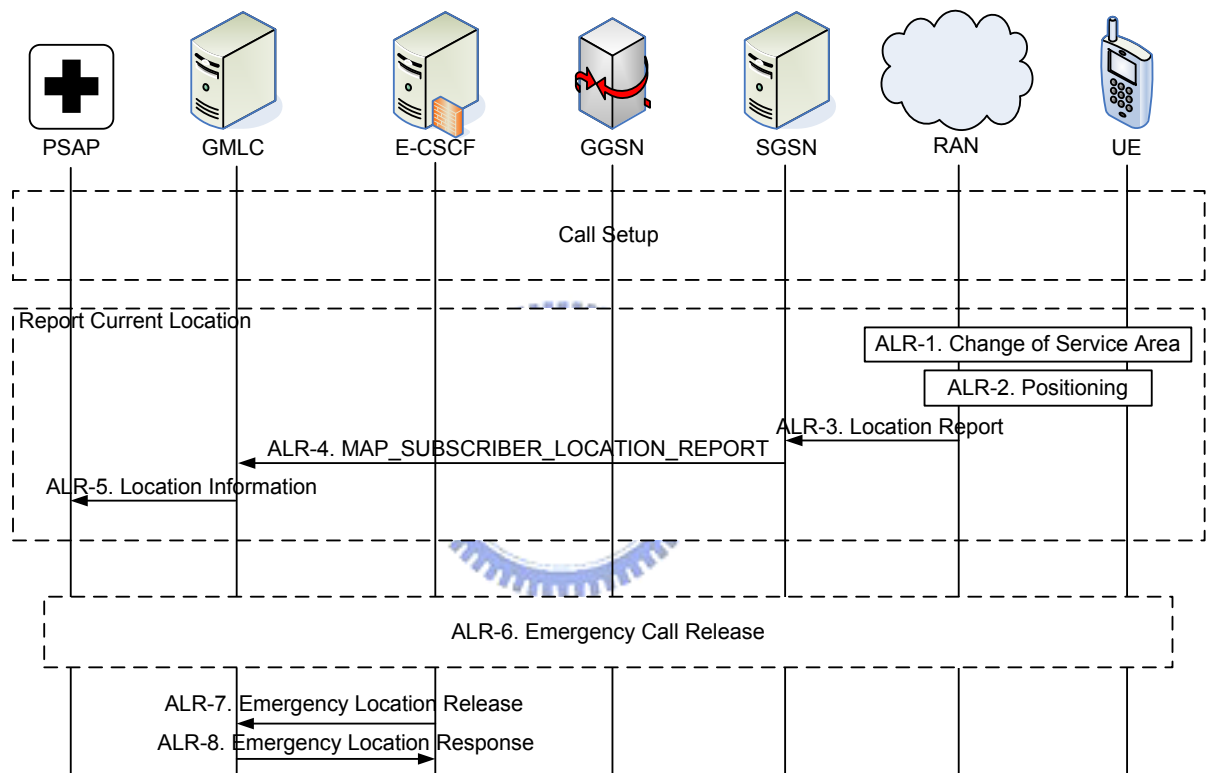 PSAP
GMLC
E-CSCF
GGSN
SGSN
RAN
UE
Call Setup
Report Current Location
ALR-1. Change of Service Area
ALR-2. Positioning
ALR-3. Location Report
ALR-4. MAP_SUBSCRIBER_LOCATION_REPORT
ALR-5. Location Information
ALR-6. Emergency Call Release
ALR-7. Emergency Location Release
ALR-8. Emergency Location Response